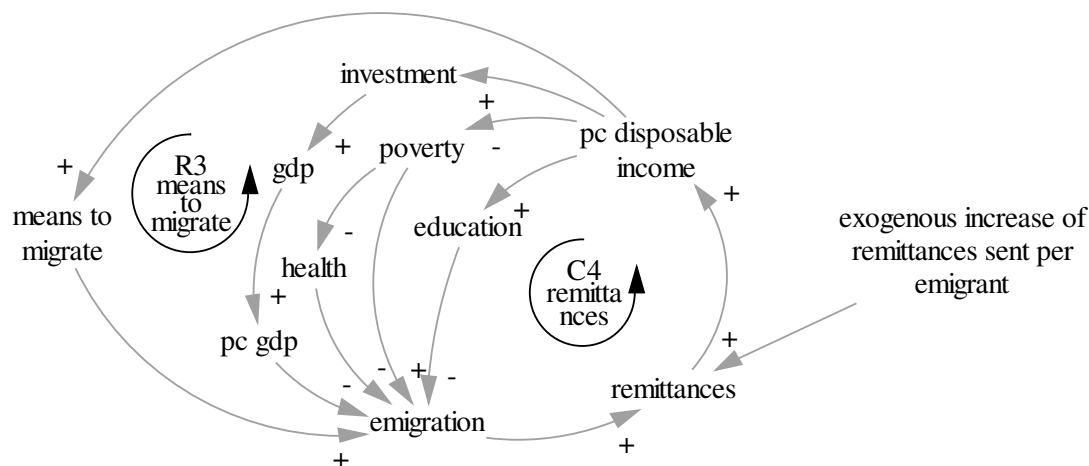 investment
+
pc disposable
income
poverty
-
+
gdp
+
R3
means
to
migrate
means to
migrate
education
+
+
-
health
C4
remitta
nces
exogenous increase of
remittances sent per
emigrant
+
pc gdp
+
-
-
+
-
remittances
emigration
+
+